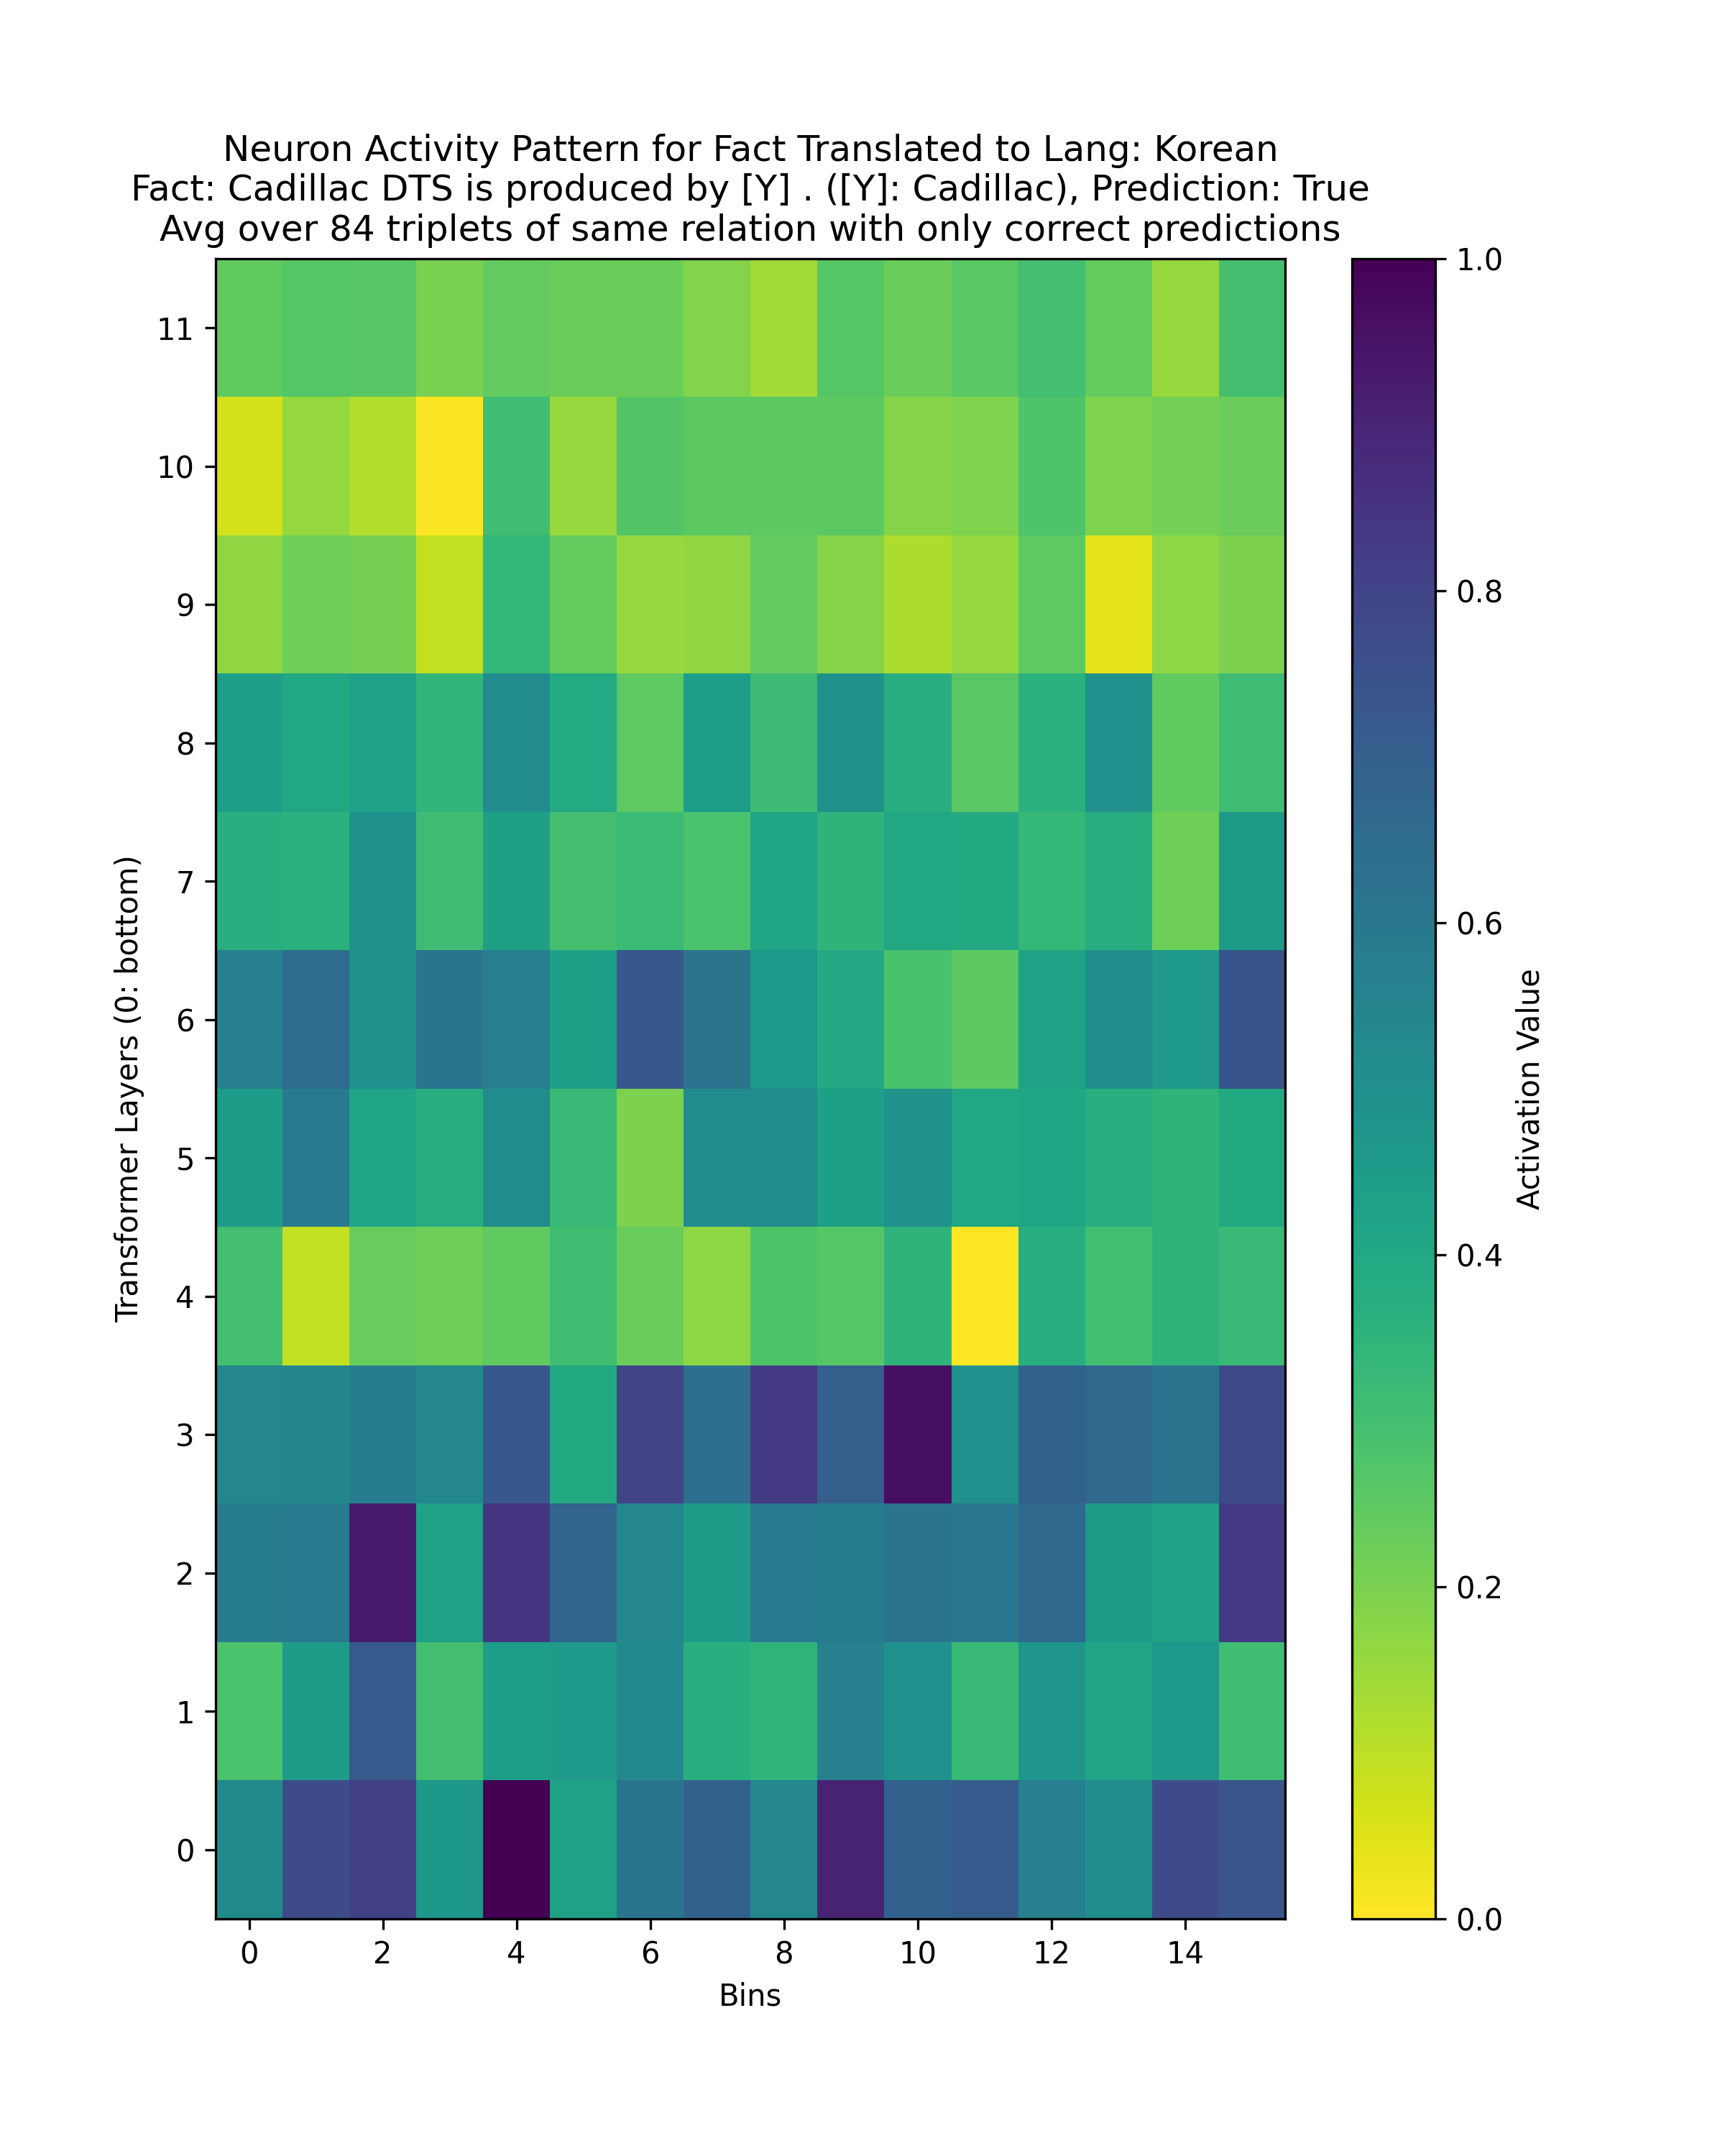 Neuron Activity Pattern for Fact Translated to Lang: Korean
Fact: Cadillac DTS is produced by [Y] . ([Y]: Cadillac), Prediction: True
Avg over 84 triplets of same relation with only correct predictions
11
10
9
8
7
6
5
4
3
2
1
0
Transformer Layers (0: bottom)
0 2 4 6 8 10 12 14
Bins
1.0
0.8
0.6
0.4
0.2
0.0
Activation Value